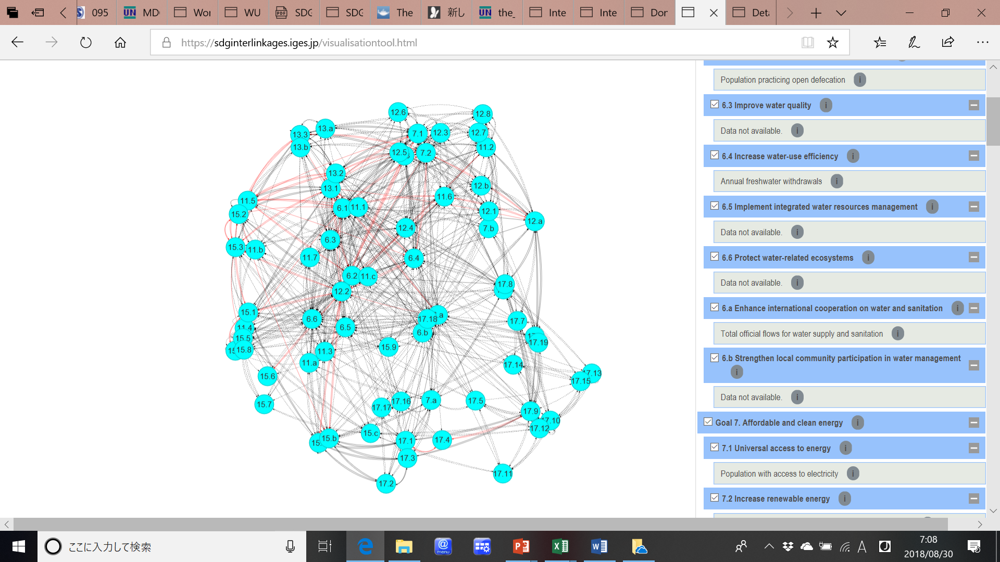 095
MD
Wor
WU
SDG
SDG
The
新し
the_
Inte
Inte
Dor
Deta
https://sdginterlinkages.iges.jp/visualisationtool.html
12.6
12.8
13.a
13.3
7.1
12.3
12.7
13.b
12.5
7.2
11.2
13.2
13.1
12.b
11.6
11.5
6.1
11.1
15.2
12.1
12.a
12.4
7.b
6.3
15.3
11.b
11.7
6.4
6.2
11.c
17.8
12.2
15.1
6.6
17.18
.a
17.7
11.4
6.5
6.b
15.5
17.19
15.8
15.9
11.3
11.a
17.14
15.6
17.13
17.15
15.7
17.17
17.16
7.a
17.5
17.9
17.10
17.12
15.c
15.b
17.1
17.4
17.3
17.11
17.2
Population practicing open defecation i
6.3 Improve water quality i
Data not available. i
6.4 Increase water-use efficiency i
Annual freshwater withdrawals i
6.5 Implement integrated water resources management i
Data not available. i
6.6 Protect water-related ecosystems i
Data not available. i
6.a Enhance international cooperation on water and sanitation i
Total official flows for water supply and sanitation i
6.b Strengthen local community participation in water management
i
Data not available. i
Goal 7. Affordable and clean energy i
7.1 Universal access to energy i
Population with access to electricity i
7.2 Increase renewable energy i
ここに入力して検索
menu
A
7:08
2018/08/30